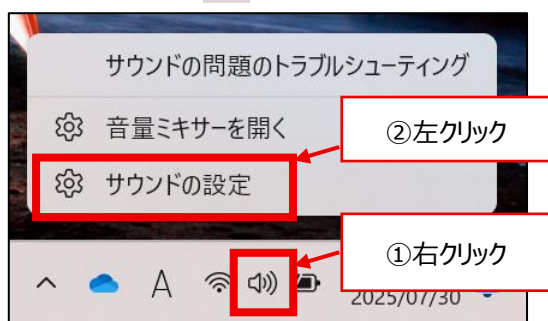 サウンドの問題のトラブルシューティング
音量ミキサーを開く
②左クリック
サウンドの設定
①右クリック
A
2025/07/30